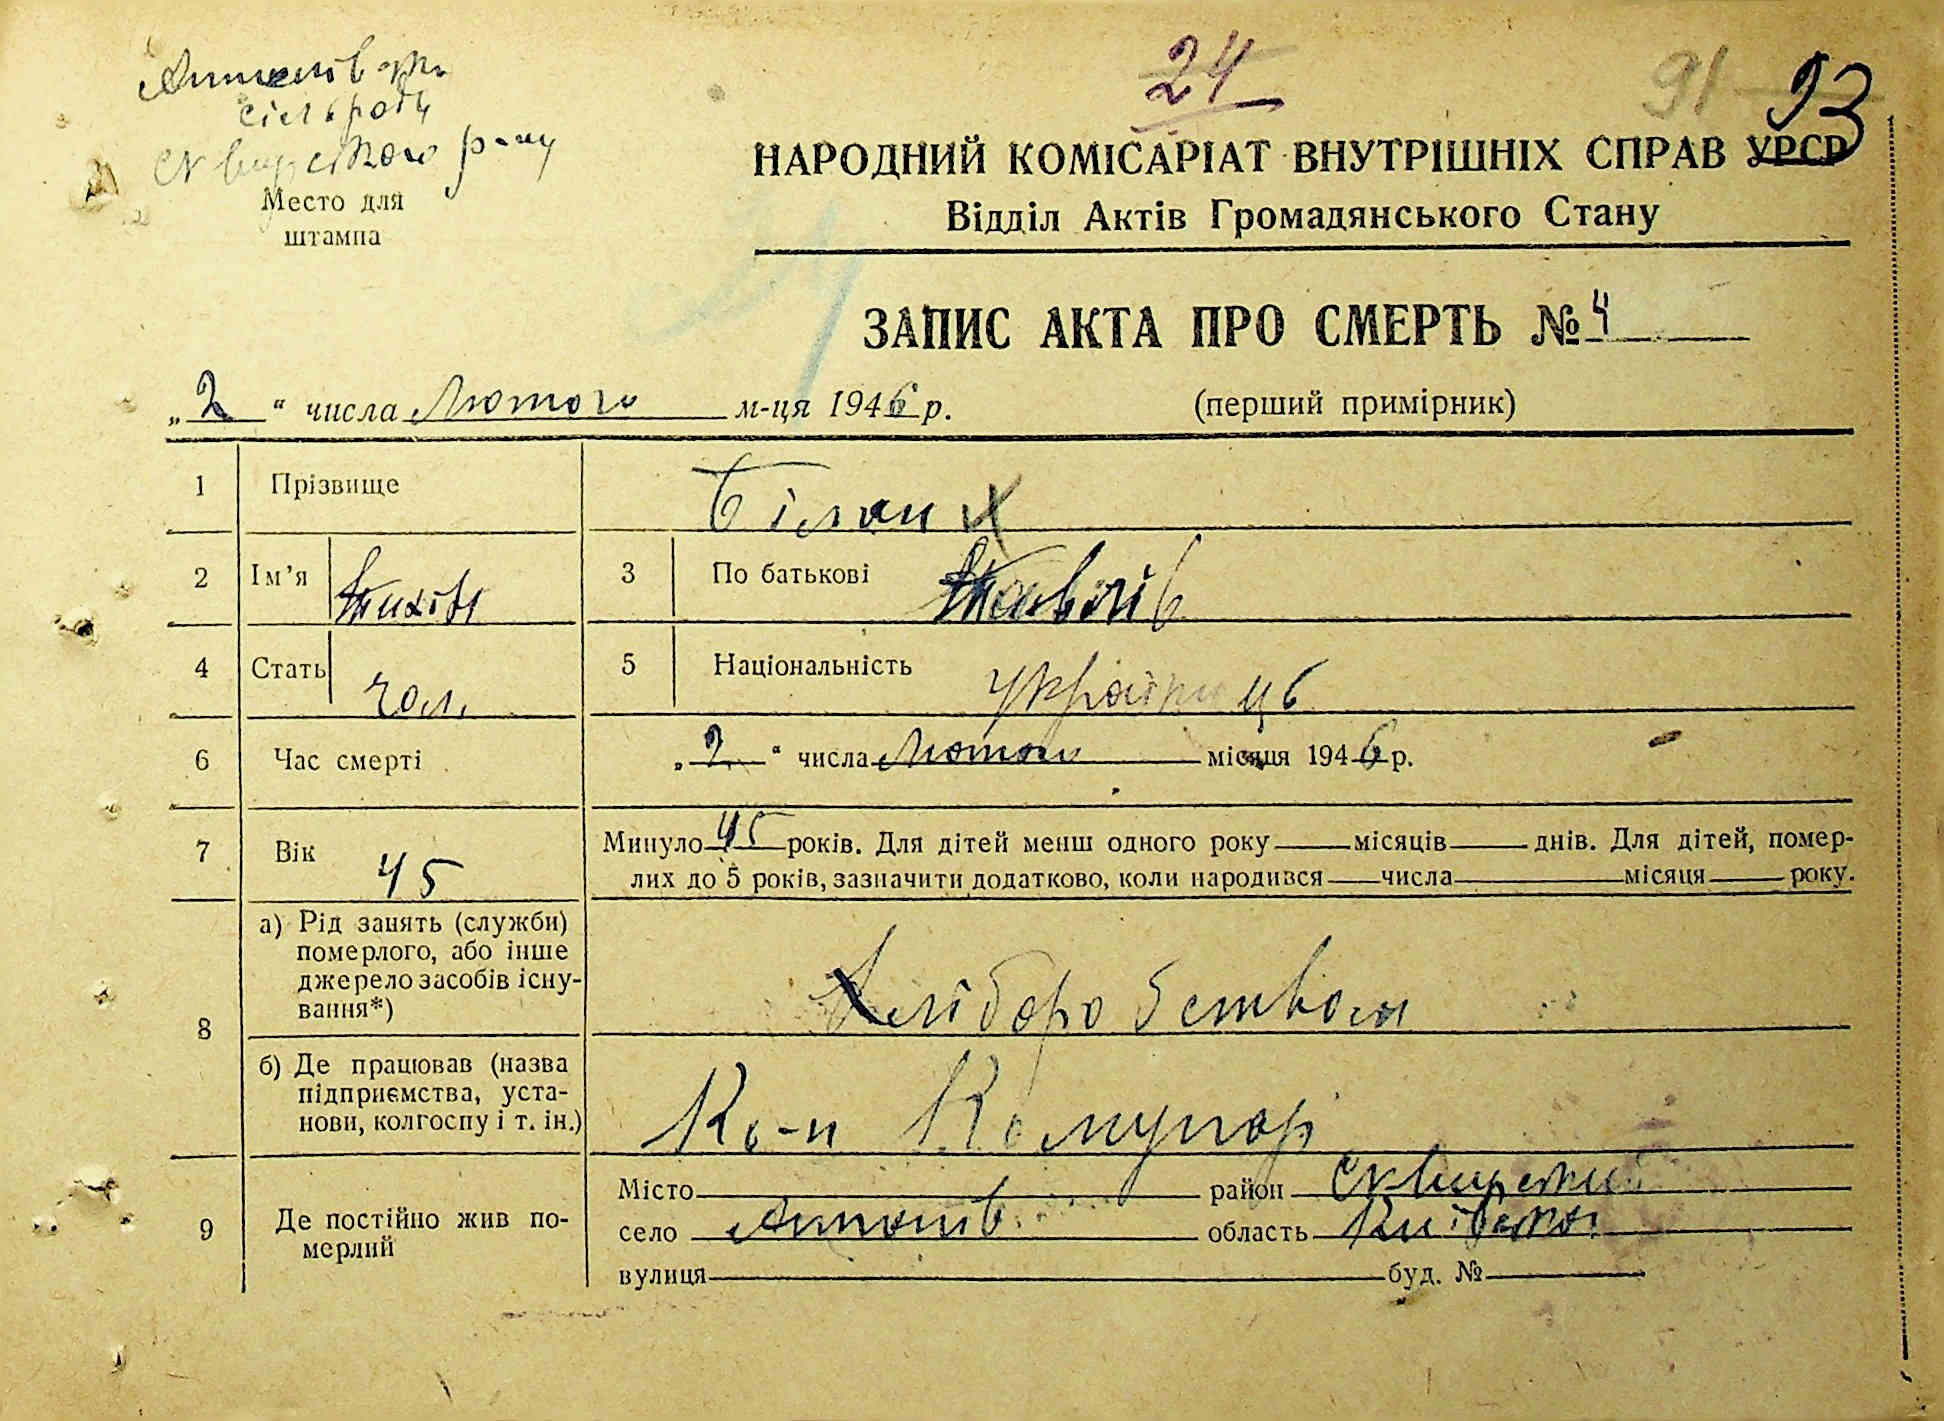 Антонівська
сільрада
Сквирського р-ну
Место для
штампа
24
91
93
НАРОДНИЙ КОМІСАРІАТ ВНУТРІШНІХ СПРАВ УРСР
Відділ Актів Громадянського Стану
ЗАПИС АКТА ПРО СМЕРТЬ № 4
„2“ числа Лютого м-ця 1946 р. (перший примірник)
1 Прізвище Білан
2 Ім'я Тихон 3 По батькові
4 Стать чол. 5 Національність українець
6 Час смерті „2“ числа Лютого місяця 1946 р.
7 Вік 45 Минуло 45 років. Для дітей менш одного року місяців днів. Для дітей, помер-
лих до 5 років, зазначити додатково, коли народився числа місяця року.
8 а) Рід занять (служби)
померлого, або інше
джерело засобів існу-
вання*)
Хліборобством
б) Де працював (назва
підприємства, уста-
нови, колгоспу і т. ін.)
К-п Комунар
9 Де постійно жив по-
мерлий
Місто район Сквирский
село Антонів область Київська
вулиця буд. №